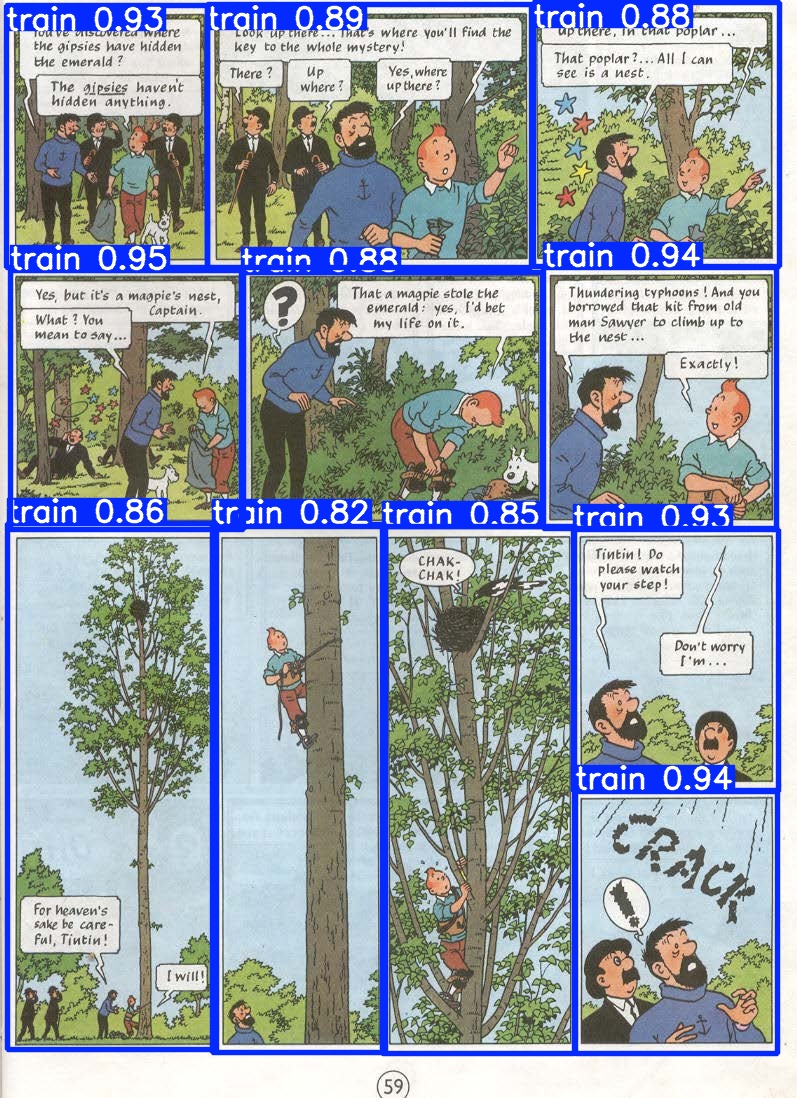 train 0.93
You've discovered where
the gipsies have hidden
the emerald?
The gipsies haven't
hidden anything.
train 0.89
Look up there... That's where you'll find the
key to the whole mystery!
There?
Up
where?
Yes, where
up there?
train 0.88
up there, in that poplar...
That poplar?... All I can
see is a nest.
train 0.95
Yes, but it's a magpie's nest,
Captain.
What? You
mean to say...
train 0.88
?
That a magpie stole the
emerald: yes, I'd bet
my life on it.
train 0.94
Thundering typhoons! And you
borrowed that kit from old
man Sawyer to climb up to
the nest...
Exactly!
train 0.86
For heaven's
sake be care-
ful, Tintin!
I will!
train 0.82
train 0.85
CHAK-
CHAK!
train 0.93
Tintin! Do
please watch
your step!
Don't worry
I'm...
train 0.94
CRACK
!
59